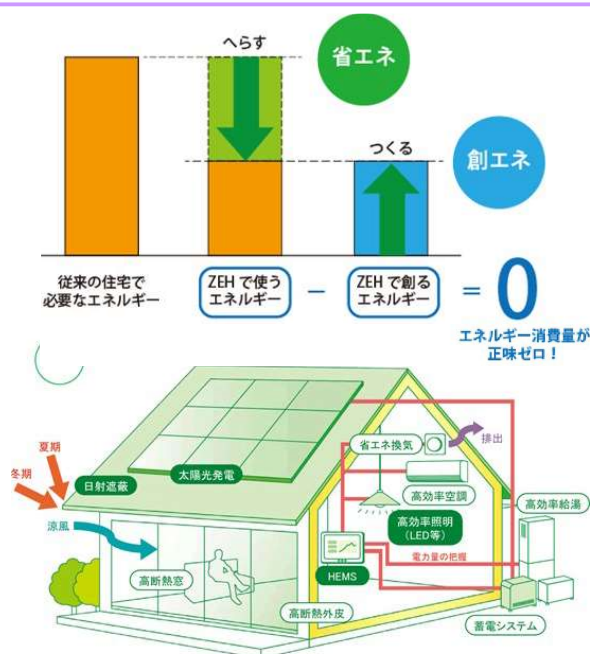 へらす
省エネ
つくる
創エネ
従来の住宅で
必要なエネルギー
ZEHで使う
エネルギー
−
ZEHで創る
エネルギー
=
0
エネルギー消費量が
正味ゼロ！
夏期
冬期
日射遮蔽
太陽光発電
涼風
高断熱窓
省エネ換気
排出
高効率空調
高効率照明
(LED等)
高効率給湯
電力量の把握
HEMS
高断熱外皮
蓄電システム